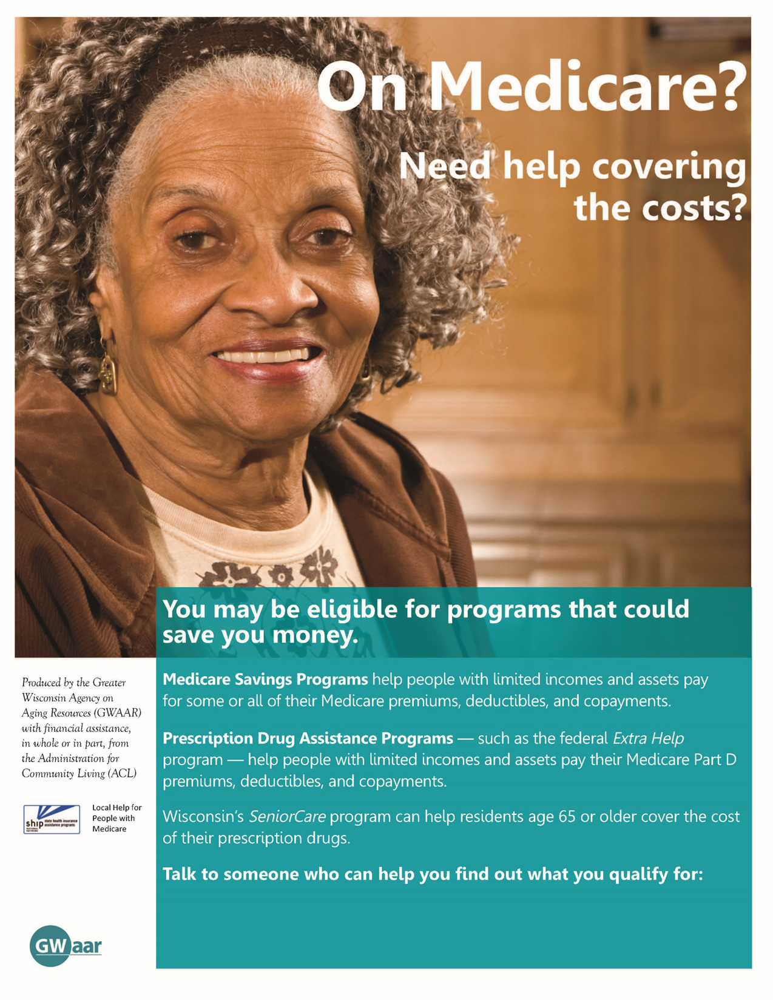 On Medicare?
Need help covering
the costs?
You may be eligible for programs that could
save you money.
Medicare Savings Programs help people with limited incomes and assets pay
for some or all of their Medicare premiums, deductibles, and copayments.
Prescription Drug Assistance Programs — such as the federal Extra Help
program — help people with limited incomes and assets pay their Medicare Part D
premiums, deductibles, and copayments.
Wisconsin’s SeniorCare program can help residents age 65 or older cover the cost
of their prescription drugs.
Talk to someone who can help you find out what you qualify for:
Produced by the Greater
Wisconsin Agency on
Aging Resources (GWAAR)
with financial assistance,
in whole or in part, from
the Administration for
Community Living (ACL)
ship state health insurance
assistance programs
NATIONAL
NETWORK
Local Help for
People with
Medicare
GWaar